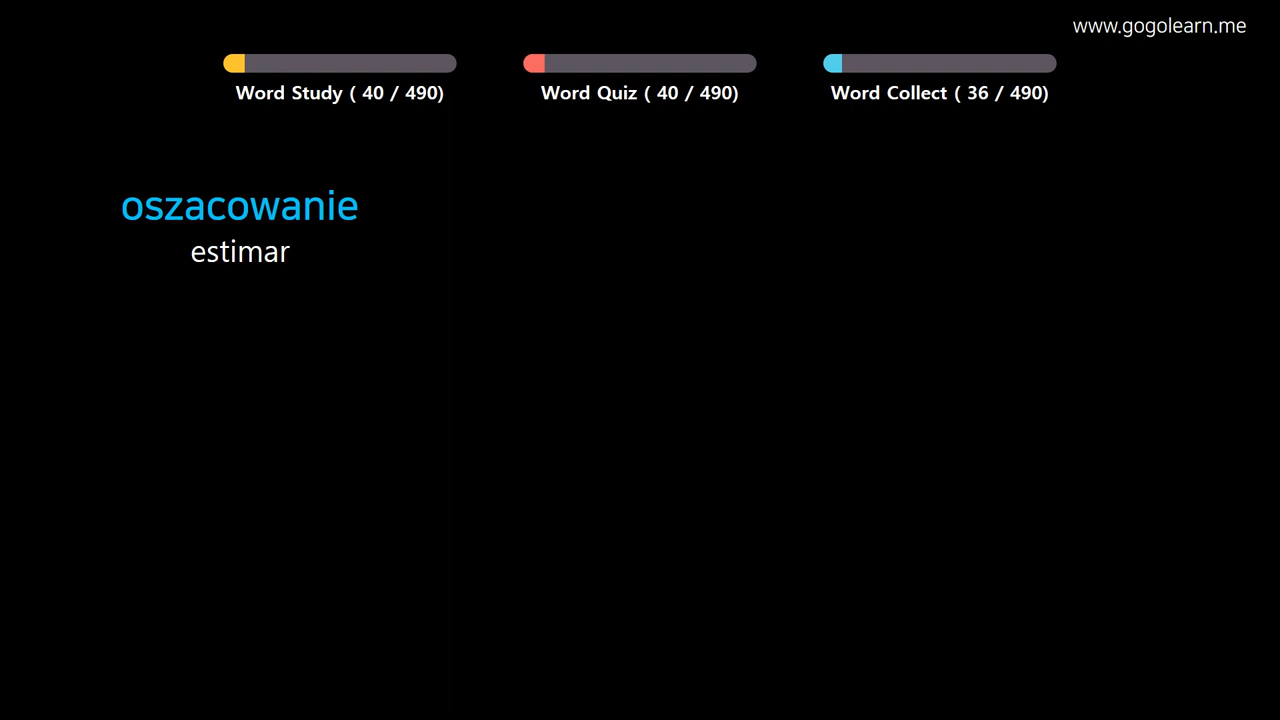 www.gogolearn.me
Word Study ( 40 / 490)
Word Quiz ( 40 / 490)
Word Collect ( 36 / 490)
oszacowanie
estimar